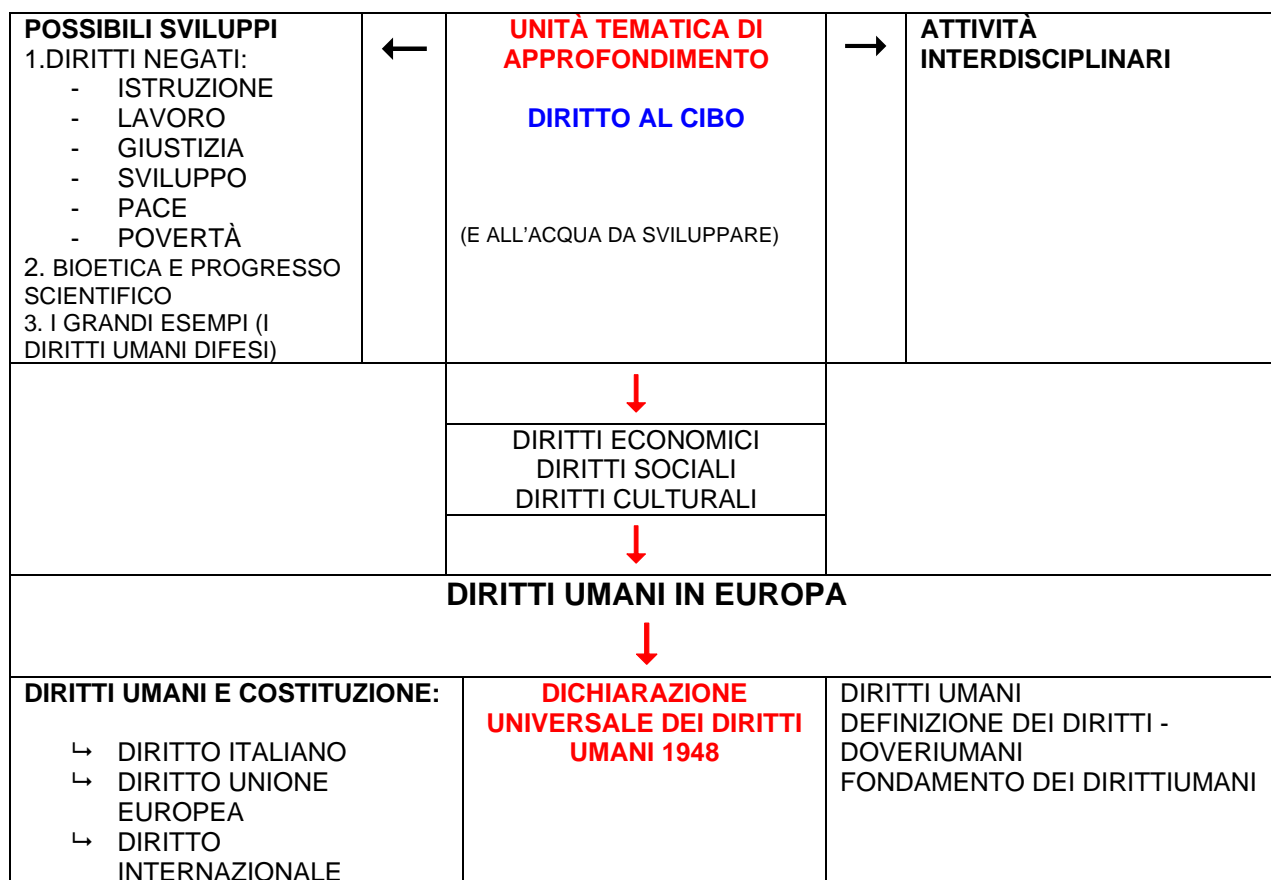 POSSIBILI SVILUPPI
1.DIRITTI NEGATI:
- ISTRUZIONE
- LAVORO
- GIUSTIZIA
- SVILUPPO
- PACE
- POVERTÀ
2. BIOETICA E PROGRESSO
SCIENTIFICO
3. I GRANDI ESEMPI (I
DIRITTI UMANI DIFESI)
←
UNITÀ TEMATICA DI
APPROFONDIMENTO
DIRITTO AL CIBO
(E ALL'ACQUA DA SVILUPPARE)
→
ATTIVITÀ
INTERDISCIPLINARI
↓
DIRITTI ECONOMICI
DIRITTI SOCIALI
DIRITTI CULTURALI
↓
DIRITTI UMANI IN EUROPA
↓
DIRITTI UMANI E COSTITUZIONE:
↳ DIRITTO ITALIANO
↳ DIRITTO UNIONE
EUROPEA
↳ DIRITTO
INTERNAZIONALE
DICHIARAZIONE
UNIVERSALE DEI DIRITTI
UMANI 1948
DIRITTI UMANI
DEFINIZIONE DEI DIRITTI -
DOVERIUMANI
FONDAMENTO DEI DIRITTIUMANI